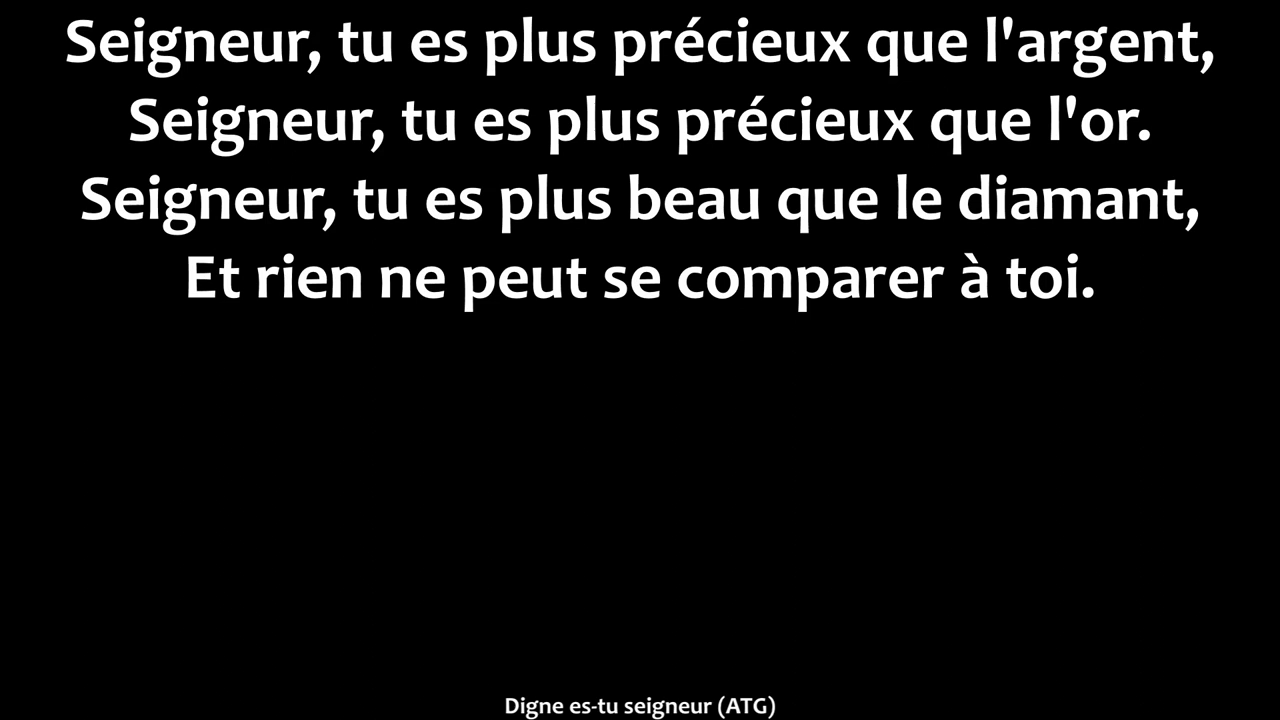 Seigneur, tu es plus précieux que l'argent,
Seigneur, tu es plus précieux que l'or.
Seigneur, tu es plus beau que le diamant,
Et rien ne peut se comparer à toi.
Digne es-tu seigneur (ATG)